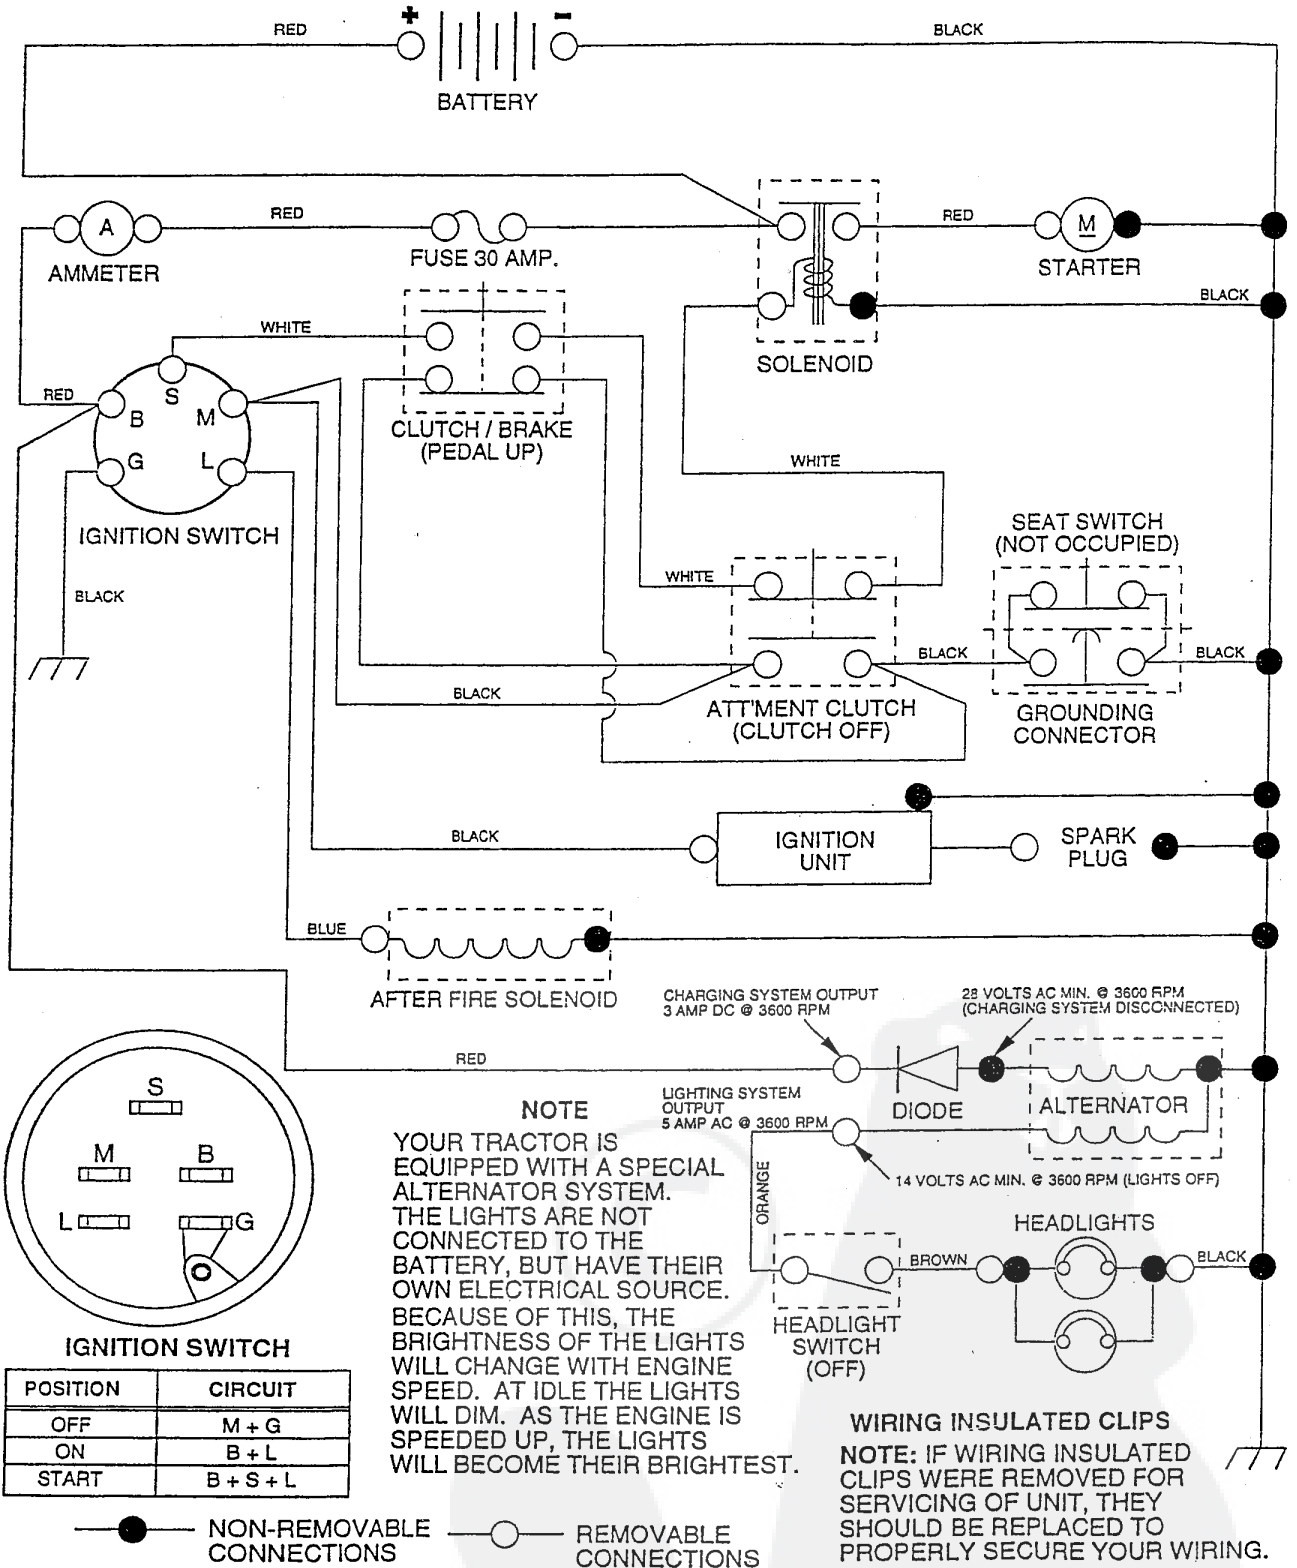 +
-
RED
BLACK
BATTERY
RED
RED
A
M
AMMETER
FUSE 30 AMP.
STARTER
BLACK
WHITE
SOLENOID
RED
S
B
M
G
L
CLUTCH / BRAKE
(PEDAL UP)
WHITE
IGNITION SWITCH
SEAT SWITCH
(NOT OCCUPIED)
WHITE
BLACK
BLACK
BLACK
BLACK
ATT'MENT CLUTCH
(CLUTCH OFF)
GROUNDING
CONNECTOR
BLACK
IGNITION
UNIT
SPARK
PLUG
BLUE
AFTER FIRE SOLENOID
CHARGING SYSTEM OUTPUT
3 AMP DC @ 3600 RPM
28 VOLTS AC MIN. @ 3600 RPM
(CHARGING SYSTEM DISCONNECTED)
RED
DIODE
ALTERNATOR
LIGHTING SYSTEM
OUTPUT
5 AMP AC @ 3600 RPM
14 VOLTS AC MIN. @ 3600 RPM (LIGHTS OFF)
ORANGE
HEADLIGHTS
BROWN
BLACK
HEADLIGHT
SWITCH
(OFF)
S
M
B
L
G
IGNITION SWITCH
POSITION CIRCUIT
OFF M + G
ON B + L
START B + S + L
NOTE
YOUR TRACTOR IS
EQUIPPED WITH A SPECIAL
ALTERNATOR SYSTEM.
THE LIGHTS ARE NOT
CONNECTED TO THE
BATTERY, BUT HAVE THEIR
OWN ELECTRICAL SOURCE.
BECAUSE OF THIS, THE
BRIGHTNESS OF THE LIGHTS
WILL CHANGE WITH ENGINE
SPEED. AT IDLE THE LIGHTS
WILL DIM. AS THE ENGINE IS
SPEEDED UP, THE LIGHTS
WILL BECOME THEIR BRIGHTEST.
WIRING INSULATED CLIPS
NOTE: IF WIRING INSULATED
CLIPS WERE REMOVED FOR
SERVICING OF UNIT, THEY
SHOULD BE REPLACED TO
PROPERLY SECURE YOUR WIRING.
NON-REMOVABLE
CONNECTIONS
REMOVABLE
CONNECTIONS